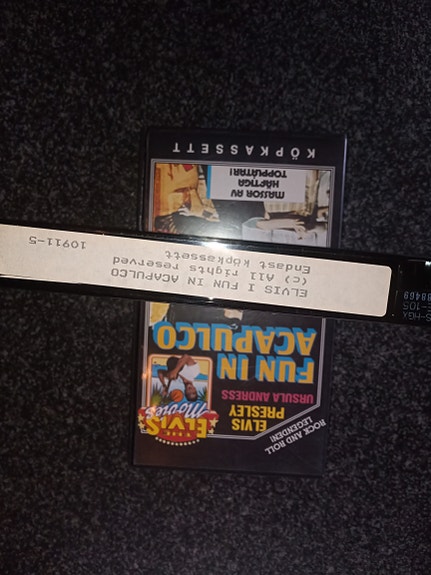 ROCK AND ROLL
LEGENDEN!
ELVIS
PRESLEY
URSULA ANDRESS
ELVIS
Movies
FUN IN
ACAPULCO
ELVIS I FUN IN ACAPULCO
(c) All rights reserved
Endast köpkassett
10911-5
MASSOR AV
HÄFTIGA
TOPPLÅTAR!
KÖPKASSETT